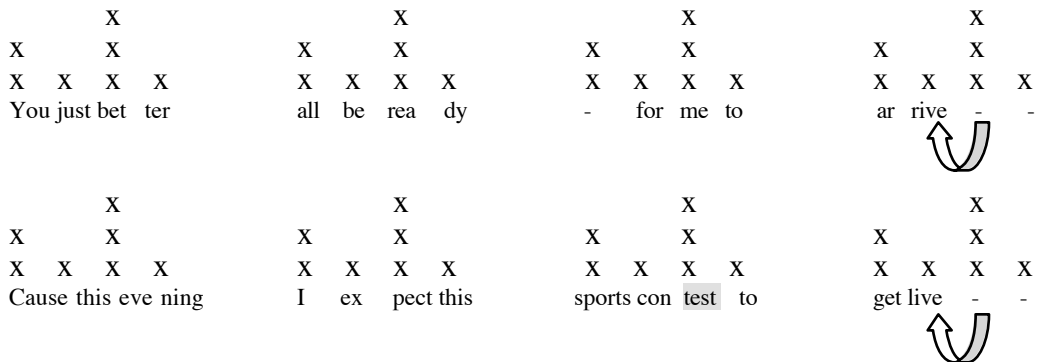 x x x x
x x x x x x x x
x x x x x x x x x x x x x x x x
You just bet ter all be rea dy - for me to ar rive - -
x x x x
x x x x x x x x
x x x x x x x x x x x x x x x x
Cause this eve ning I ex pect this sports con test to get live - -